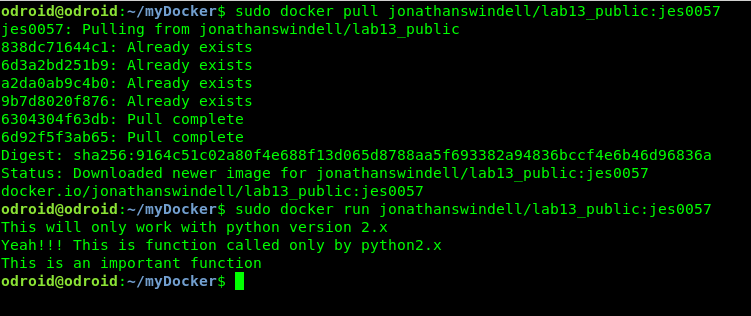 odroid@odroid:~/myDocker$ sudo docker pull jonathanswindell/lab13_public:jes0057
jes0057: Pulling from jonathanswindell/lab13_public
838dc71644c1: Already exists
6d3a2bd251b9: Already exists
a2da0ab9c4b0: Already exists
9b7d8020f876: Already exists
6304304f63db: Pull complete
6d92f5f3ab65: Pull complete
Digest: sha256:9164c51c02a80f4e688f13d065d8788aa5f693382a94836bccf4e6b46d96836a
Status: Downloaded newer image for jonathanswindell/lab13_public:jes0057
docker.io/jonathanswindell/lab13_public:jes0057
odroid@odroid:~/myDocker$ sudo docker run jonathanswindell/lab13_public:jes0057
This will only work with python version 2.x
Yeah!!! This is function called only by python2.x
This is an important function
odroid@odroid:~/myDocker$